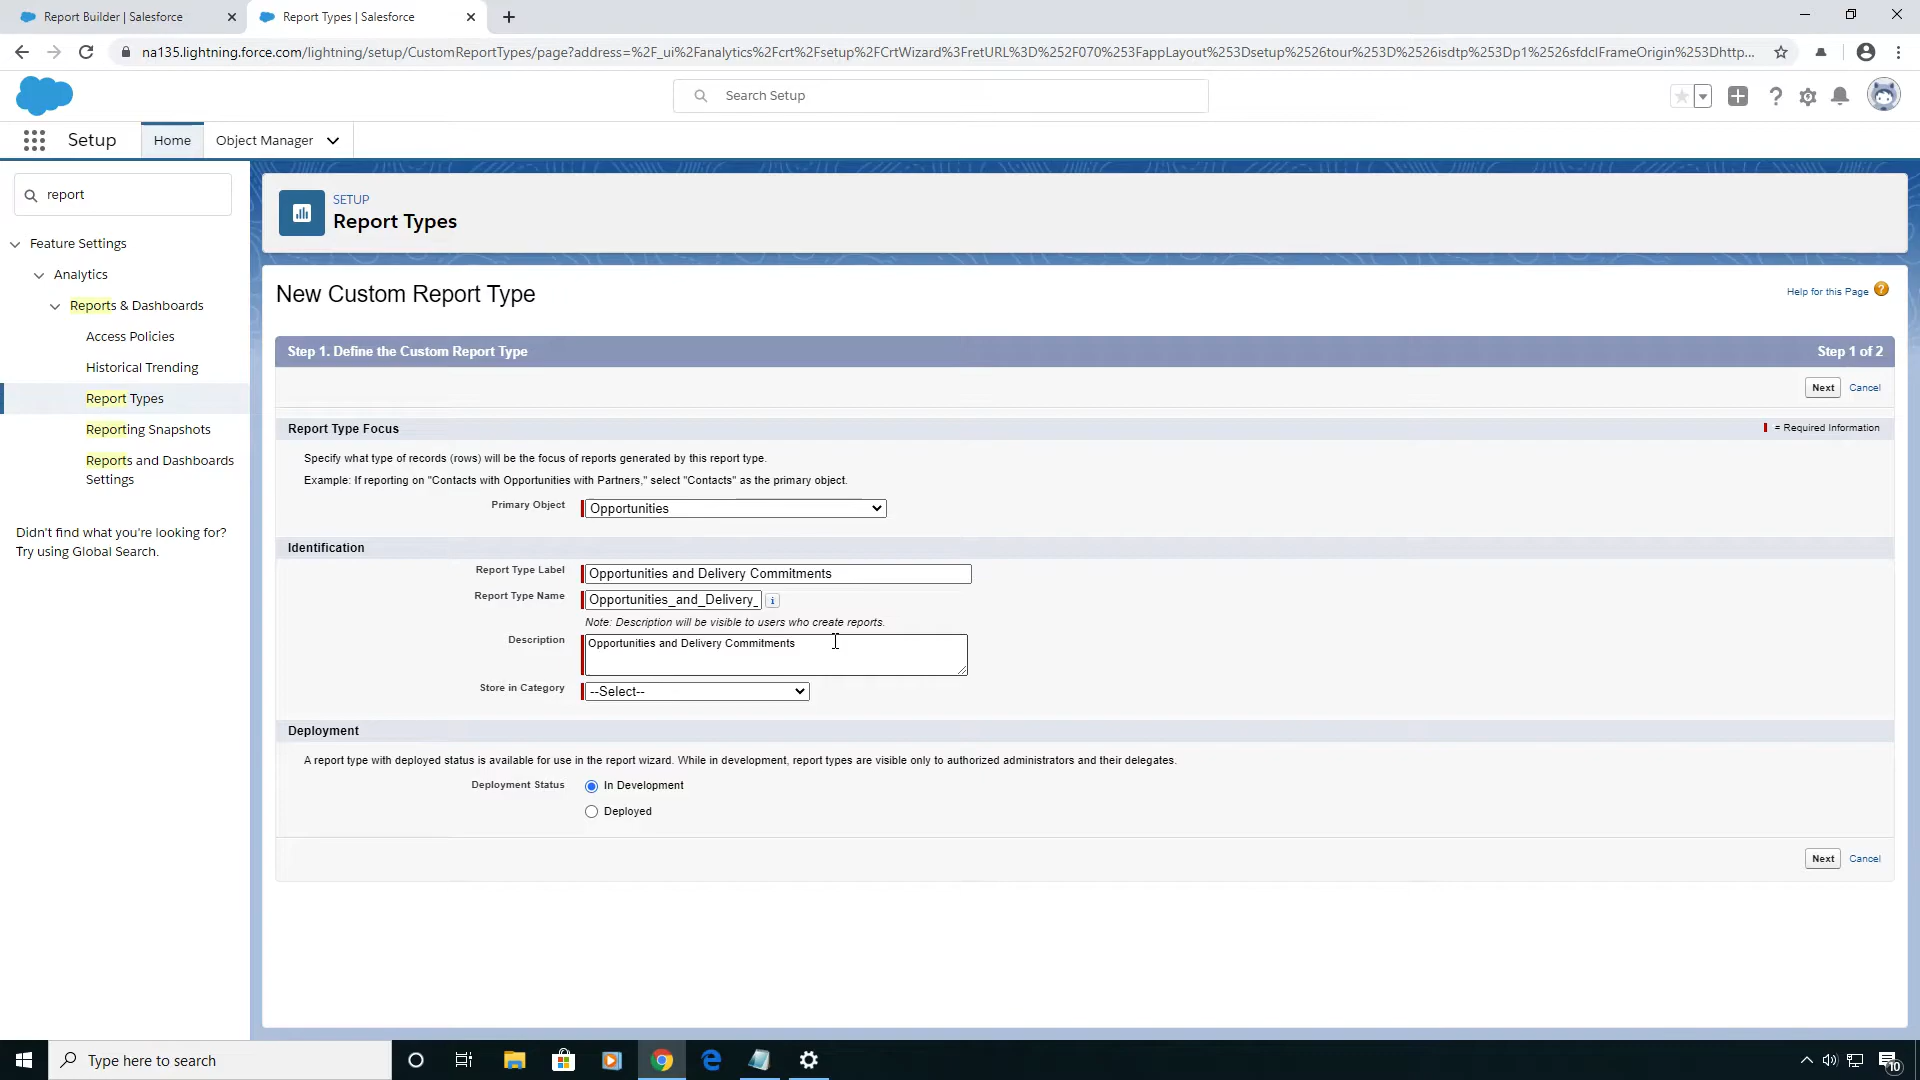 Report Builder | Salesforce
Report Types | Salesforce
na135.lightning.force.com/lightning/setup/CustomReportTypes/page?address=%2F_ui%2Fanalytics%2Fcrt%2Fsetup%2FCrtWizard%3FretURL%3D%252F070%253FappLayout%253Dsetup%2526tour%253D%2526isdtp%253Dp1%2526sfdcIFrameOrigin%253Dhttp...
Search Setup
Setup
Home
Object Manager
report
Feature Settings
Analytics
Reports & Dashboards
Access Policies
Historical Trending
Report Types
Reporting Snapshots
Reports and Dashboards
Settings
Didn't find what you're looking for?
Try using Global Search.
SETUP
Report Types
New Custom Report Type
Help for this Page
Step 1. Define the Custom Report Type
Step 1 of 2
Next
Cancel
Report Type Focus
= Required Information
Specify what type of records (rows) will be the focus of reports generated by this report type.
Example: If reporting on "Contacts with Opportunities with Partners," select "Contacts" as the primary object.
Primary Object
Opportunities
Identification
Report Type Label
Opportunities and Delivery Commitments
Report Type Name
Opportunities_and_Delivery_
i
Note: Description will be visible to users who create reports.
Description
Opportunities and Delivery Commitments
Store in Category
--Select--
Deployment
A report type with deployed status is available for use in the report wizard. While in development, report types are visible only to authorized administrators and their delegates.
Deployment Status
In Development
Deployed
Next
Cancel
Type here to search
10